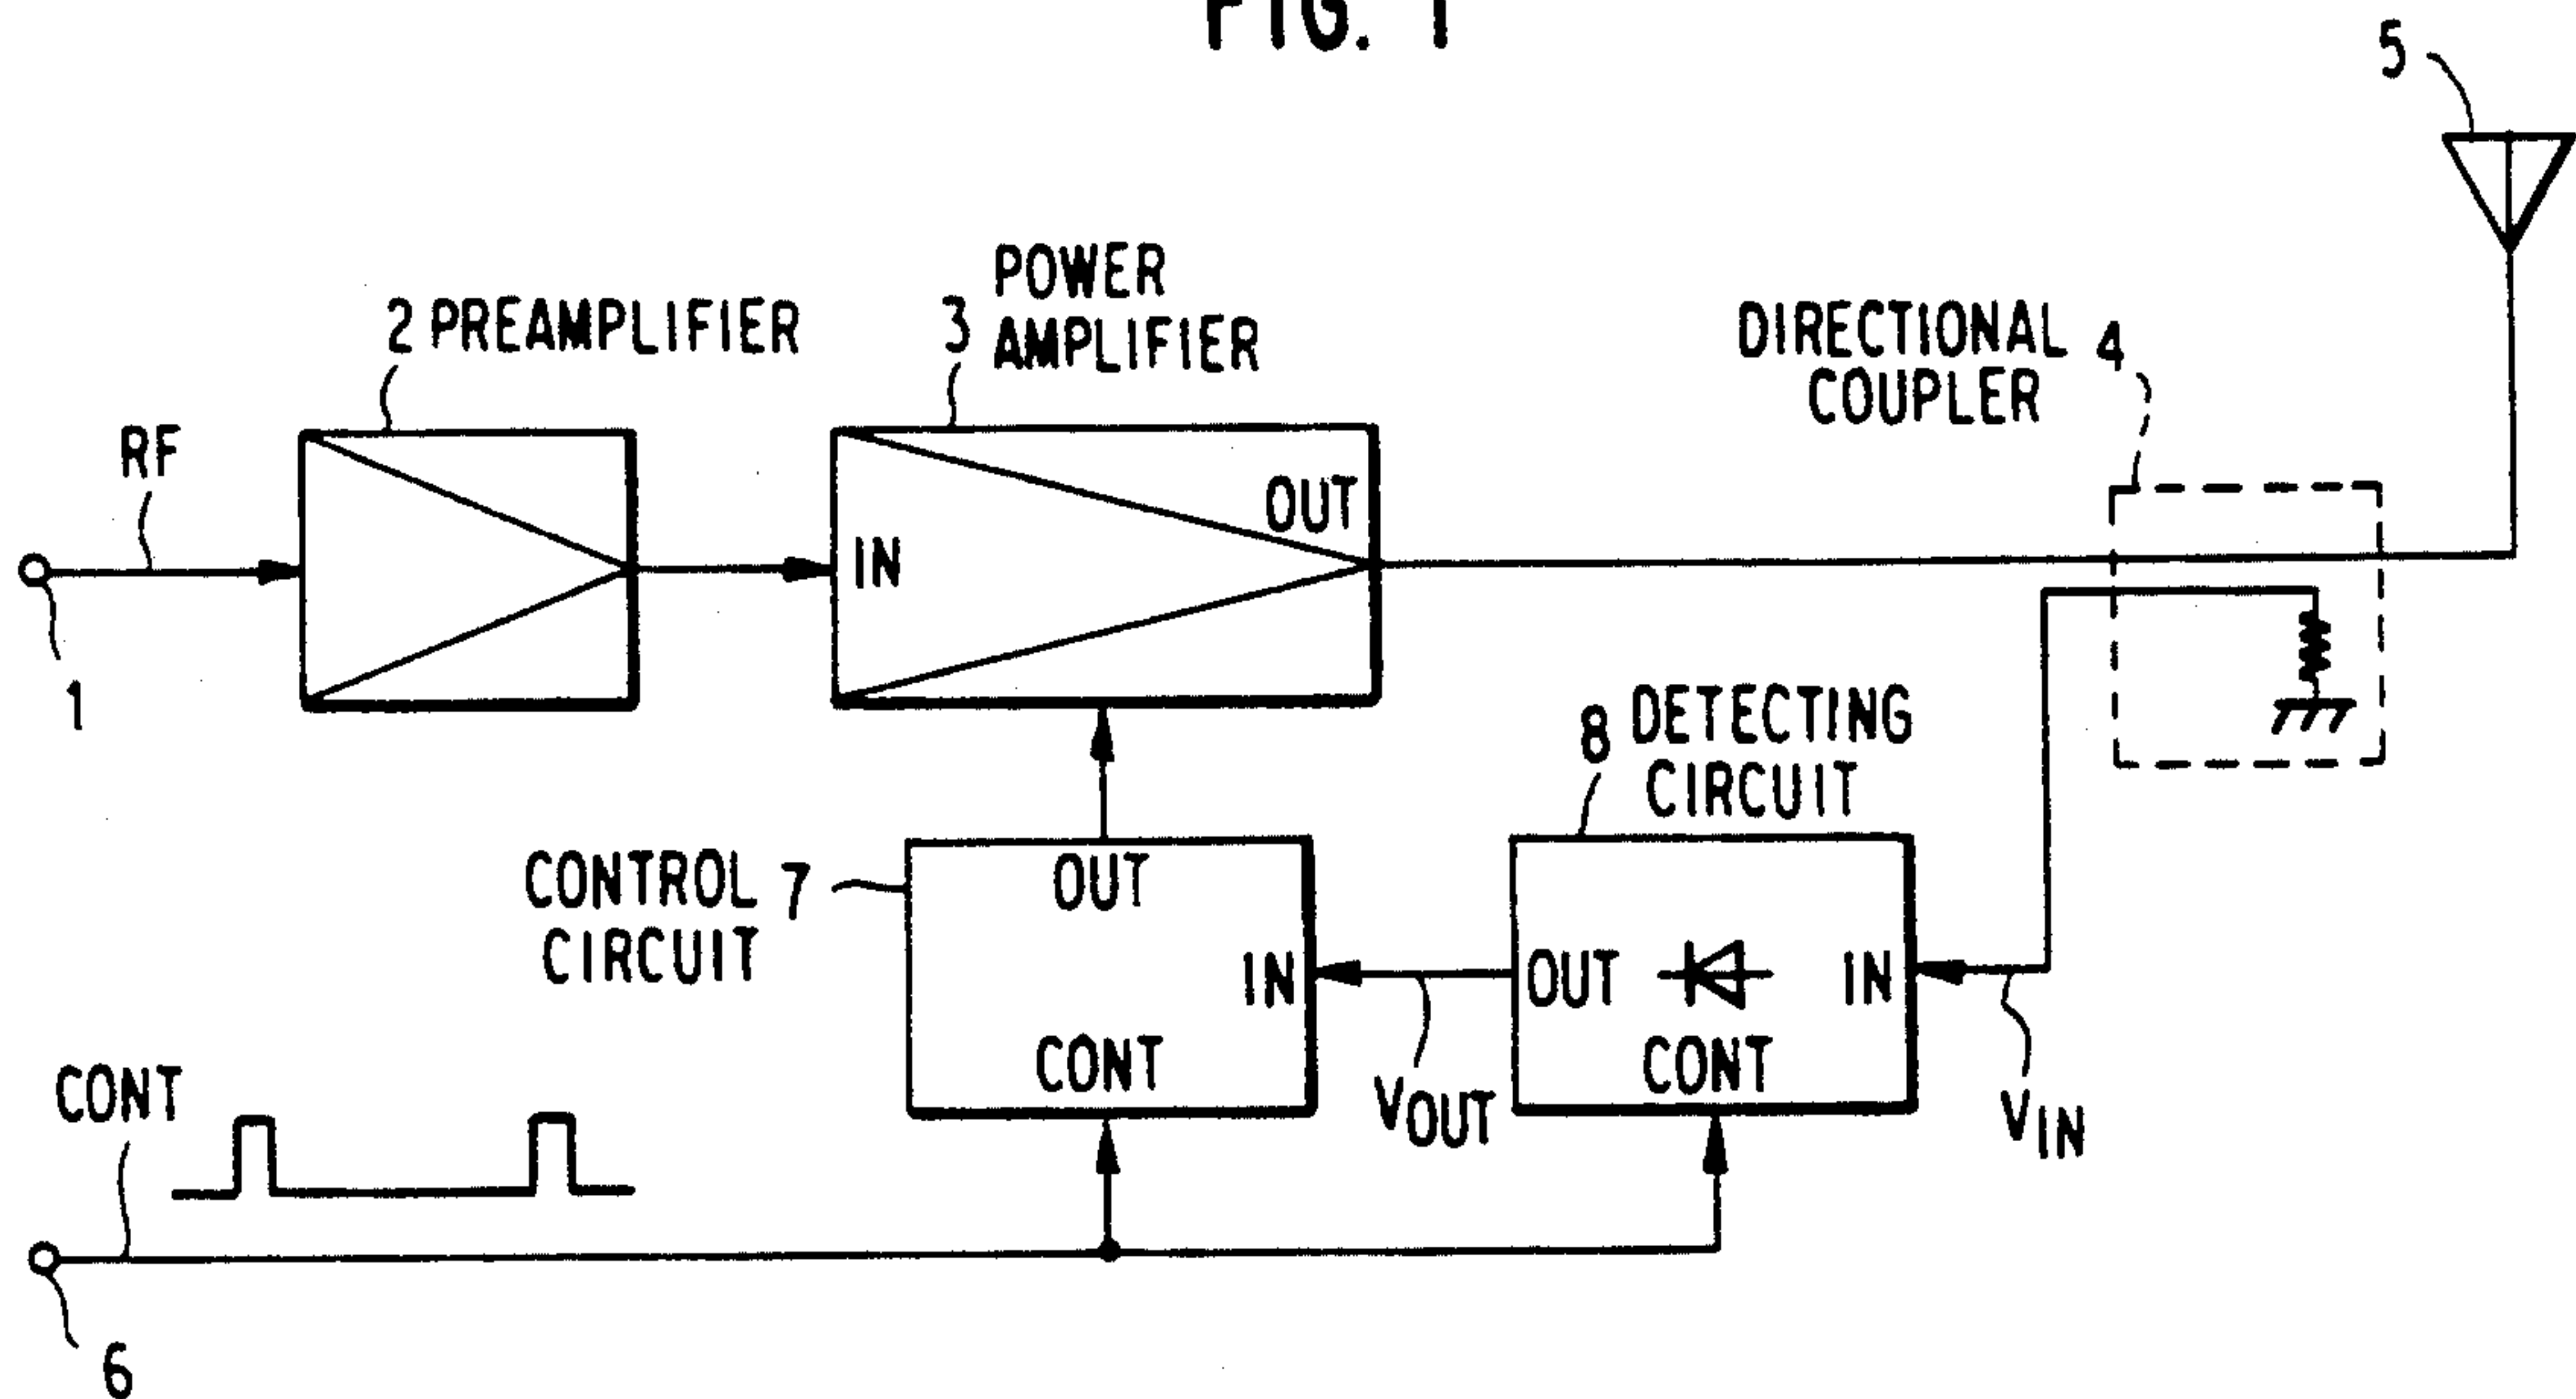 FIG. 1
5
2 PREAMPLIFIER
3 POWER
AMPLIFIER
DIRECTIONAL 4
COUPLER
RF
IN
OUT
1
8 DETECTING
CIRCUIT
CONTROL 7
CIRCUIT
OUT
IN
CONT
OUT
IN
CONT
VOUT
VIN
CONT
6